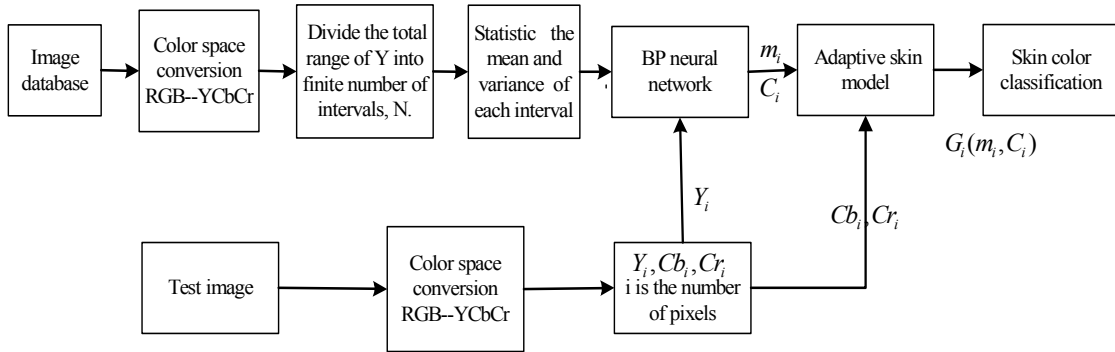 Image
database
Color space
conversion
RGB--YCbCr
Divide the total
range of Y into
finite number of
intervals, N.
Statistic the
mean and
variance of
each interval
BP neural
network
m_i
C_i
Adaptive skin
model
Skin color
classification
G_i(m_i, C_i)
Y_i
Cb_i, Cr_i
Test image
Color space
conversion
RGB--YCbCr
Y_i, Cb_i, Cr_i
i is the number
of pixels